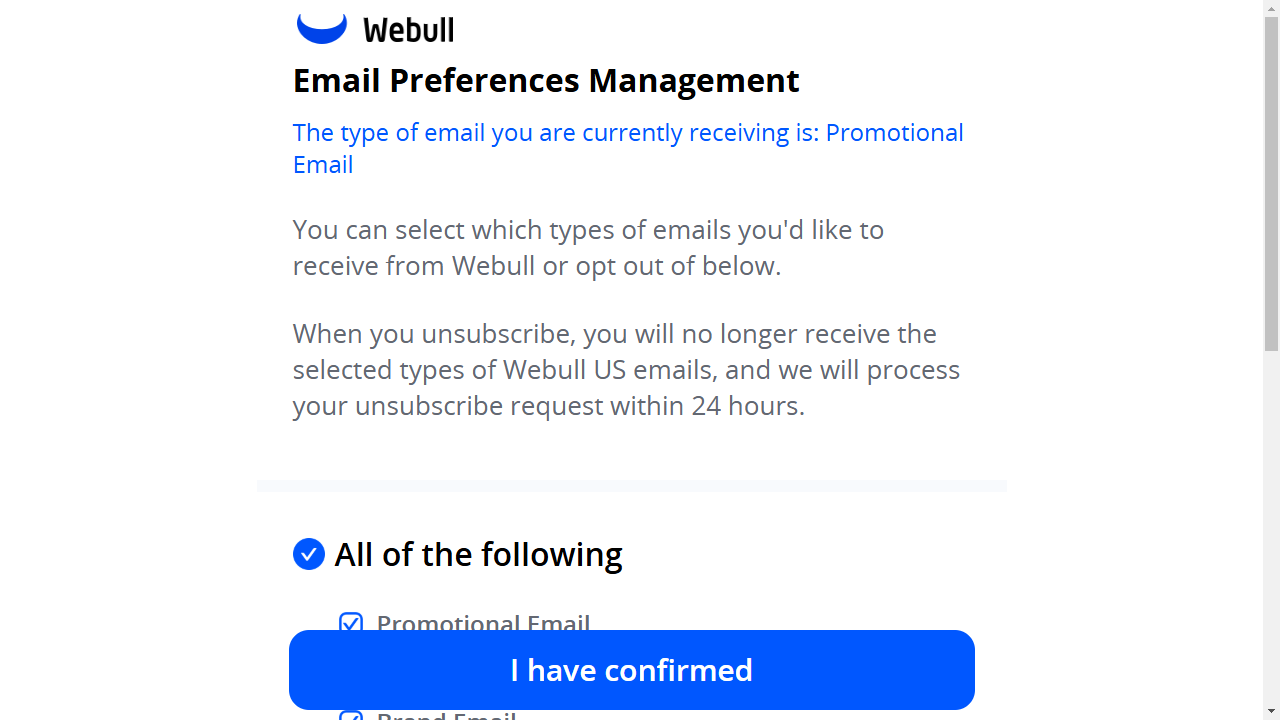 Webull
Email Preferences Management
The type of email you are currently receiving is: Promotional
Email
You can select which types of emails you'd like to
receive from Webull or opt out of below.
When you unsubscribe, you will no longer receive the
selected types of Webull US emails, and we will process
your unsubscribe request within 24 hours.
All of the following
Promotional Email
I have confirmed
Brand Email